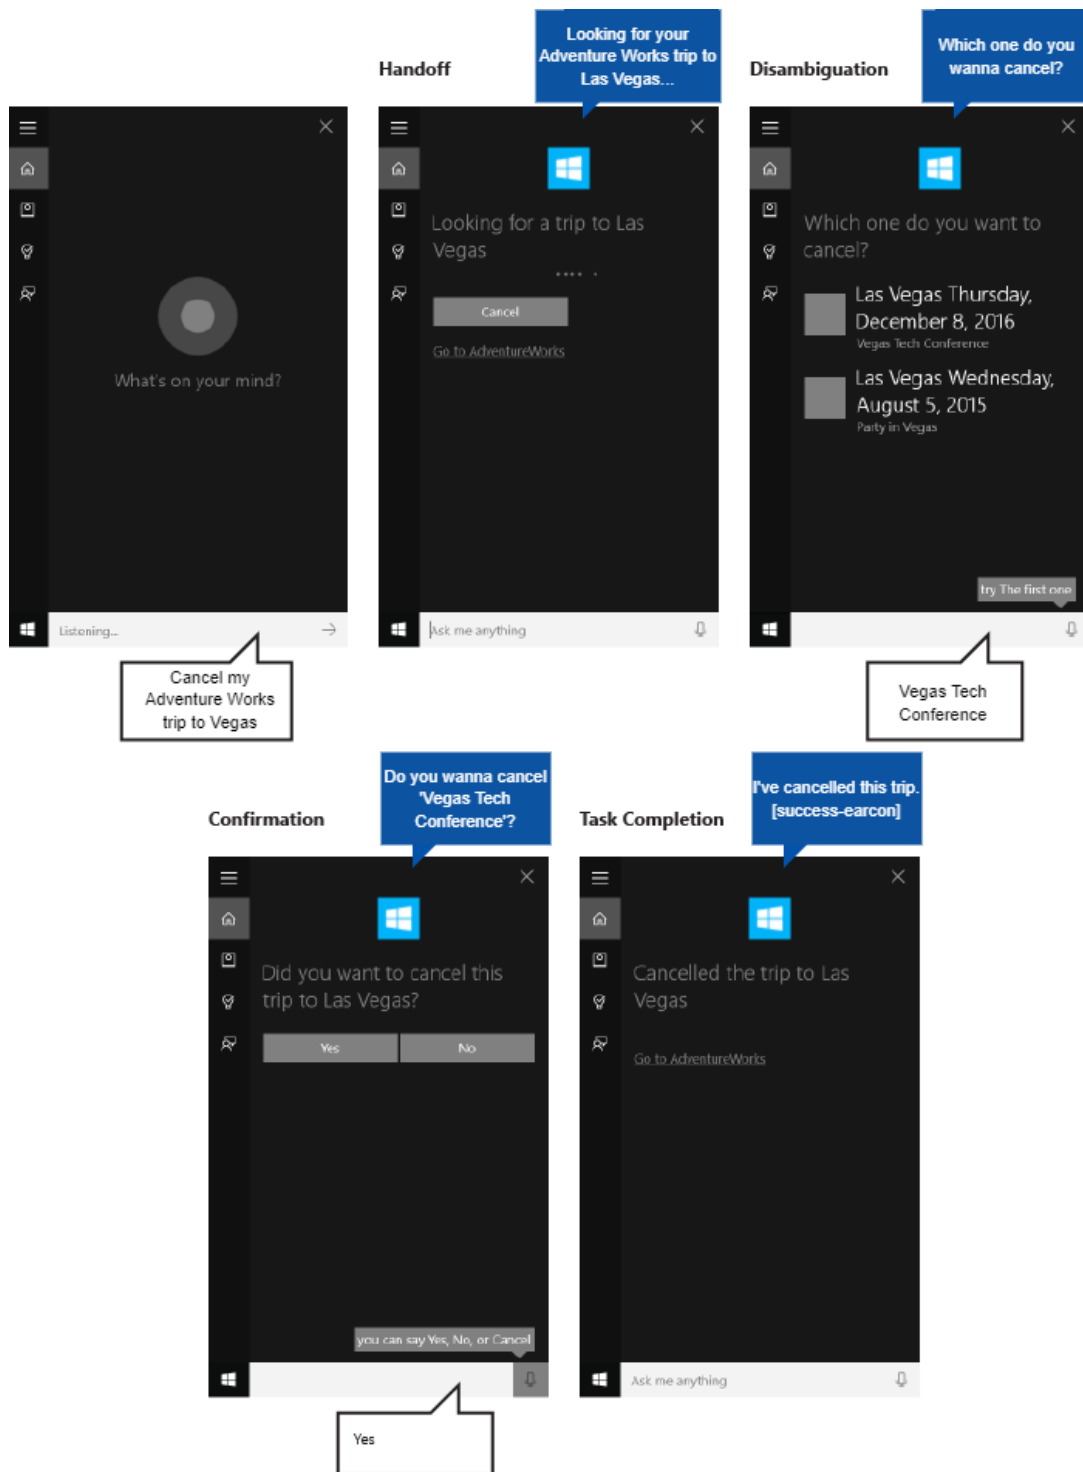 Handoff
Looking for your
Adventure Works trip to
Las Vegas...
Disambiguation
Which one do you
wanna cancel?
What's on your mind?
Listening...
Cancel my
Adventure Works
trip to Vegas
Looking for a trip to Las
Vegas
Cancel
Go to AdventureWorks
Ask me anything
Which one do you want to
cancel?
Las Vegas Thursday,
December 8, 2016
Vegas Tech Conference
Las Vegas Wednesday,
August 5, 2015
Party in Vegas
try The first one
Vegas Tech
Conference
Confirmation
Do you wanna cancel
'Vegas Tech
Conference'?
Task Completion
I've cancelled this trip.
[success-earcon]
Did you want to cancel this
trip to Las Vegas?
Yes
No
you can say Yes, No, or Cancel
Yes
Cancelled the trip to Las
Vegas
Go to AdventureWorks
Ask me anything